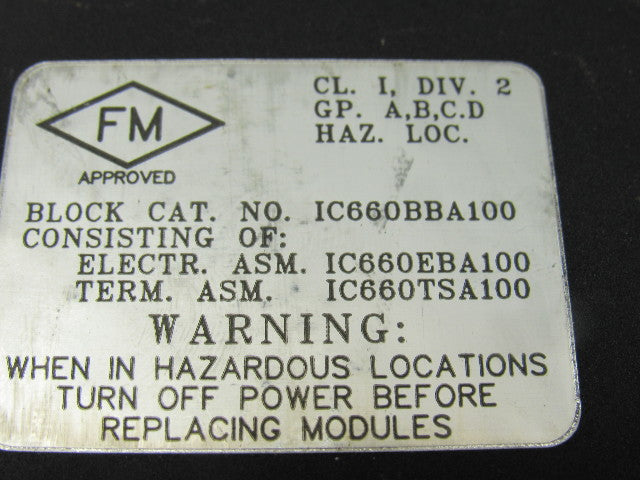 FM
APPROVED
CL. I, DIV. 2
GP. A,B,C.D
HAZ. LOC.
BLOCK CAT. NO. IC660BBA100
CONSISTING OF:
ELECTR. ASM. IC660EBA100
TERM. ASM. IC660TSA100
WARNING:
WHEN IN HAZARDOUS LOCATIONS
TURN OFF POWER BEFORE
REPLACING MODULES